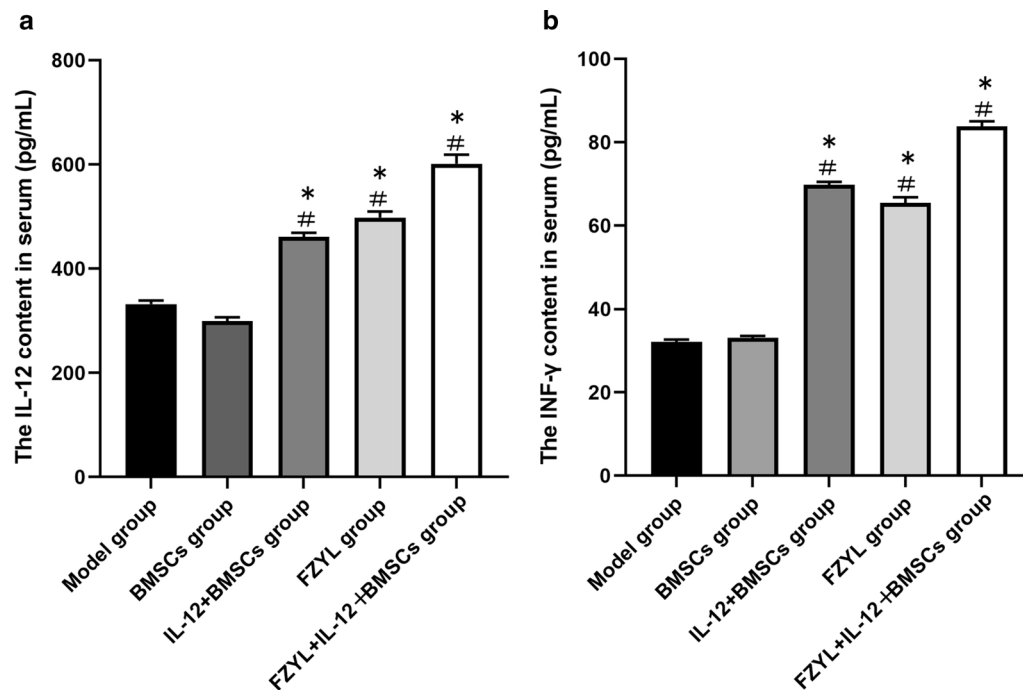 a
The IL-12 content in serum (pg/mL)
800
600
400
200
0
*
#
*
#
*
#
Model group
BMSCs group
IL-12+BMSCs group
FZYL group
FZYL+IL-12+BMSCs group
b
The INF-γ content in serum (pg/mL)
100
80
60
40
20
0
*
#
*
#
*
#
Model group
BMSCs group
IL-12+BMSCs group
FZYL group
FZYL+IL-12+BMSCs group